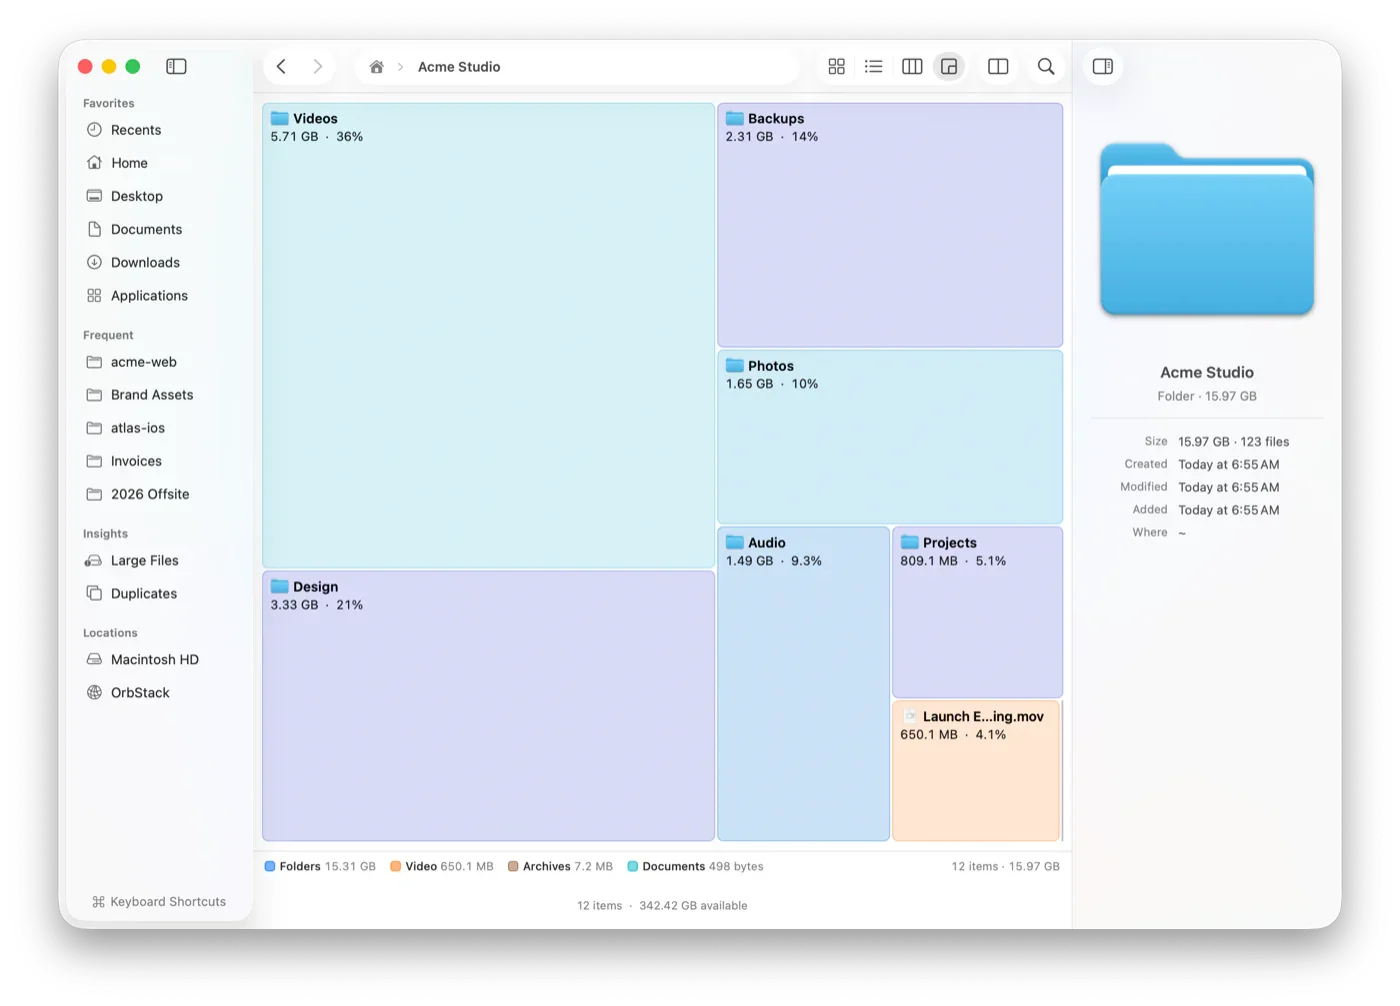 Acme Studio
Favorites
Recents
Home
Desktop
Documents
Downloads
Applications
Frequent
acme-web
Brand Assets
atlas-ios
Invoices
2026 Offsite
Insights
Large Files
Duplicates
Locations
Macintosh HD
OrbStack
⌘ Keyboard Shortcuts
Videos
5.71 GB · 36%
Design
3.33 GB · 21%
Backups
2.31 GB · 14%
Photos
1.65 GB · 10%
Audio
1.49 GB · 9.3%
Projects
809.1 MB · 5.1%
Launch E...ing.mov
650.1 MB · 4.1%
Folders 15.31 GB Video 650.1 MB Archives 7.2 MB Documents 498 bytes 12 items · 15.97 GB
12 items · 342.42 GB available
Acme Studio
Folder · 15.97 GB
Size 15.97 GB · 123 files
Created Today at 6:55 AM
Modified Today at 6:55 AM
Added Today at 6:55 AM
Where ~